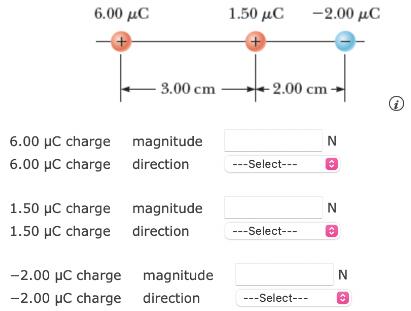 6.00 μC 1.50 μC −2.00 μC
+ + −
3.00 cm 2.00 cm
i
6.00 μC charge magnitude N
6.00 μC charge direction ---Select---
1.50 μC charge magnitude N
1.50 μC charge direction ---Select---
−2.00 μC charge magnitude N
−2.00 μC charge direction ---Select---